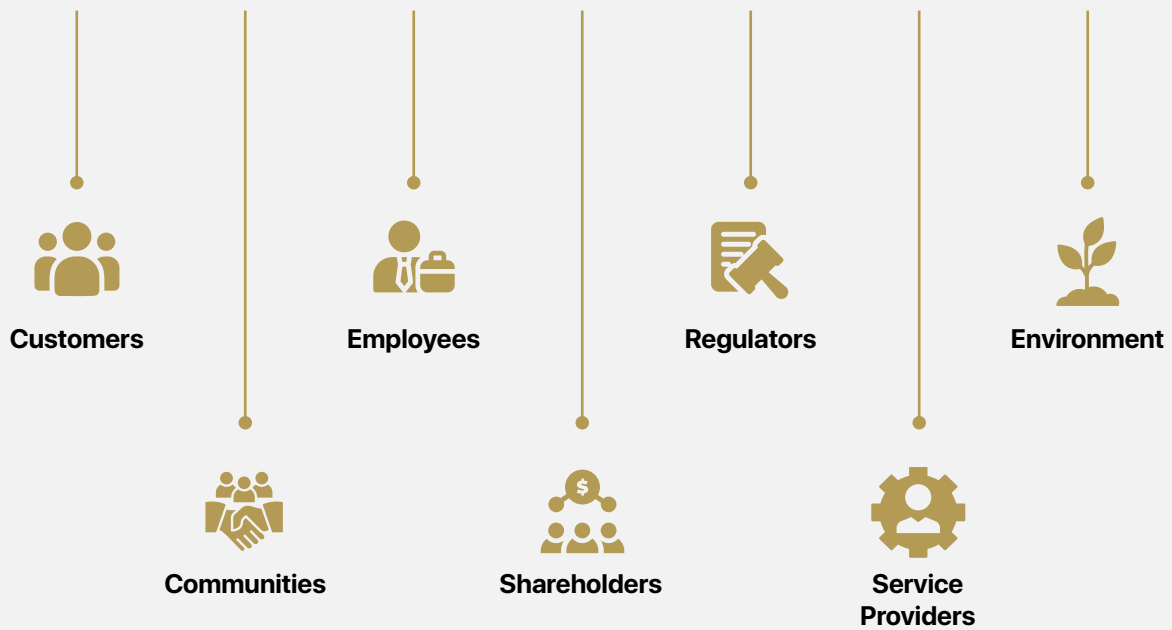 Customers
Employees
Regulators
Environment
$
Communities
Shareholders
Service
Providers